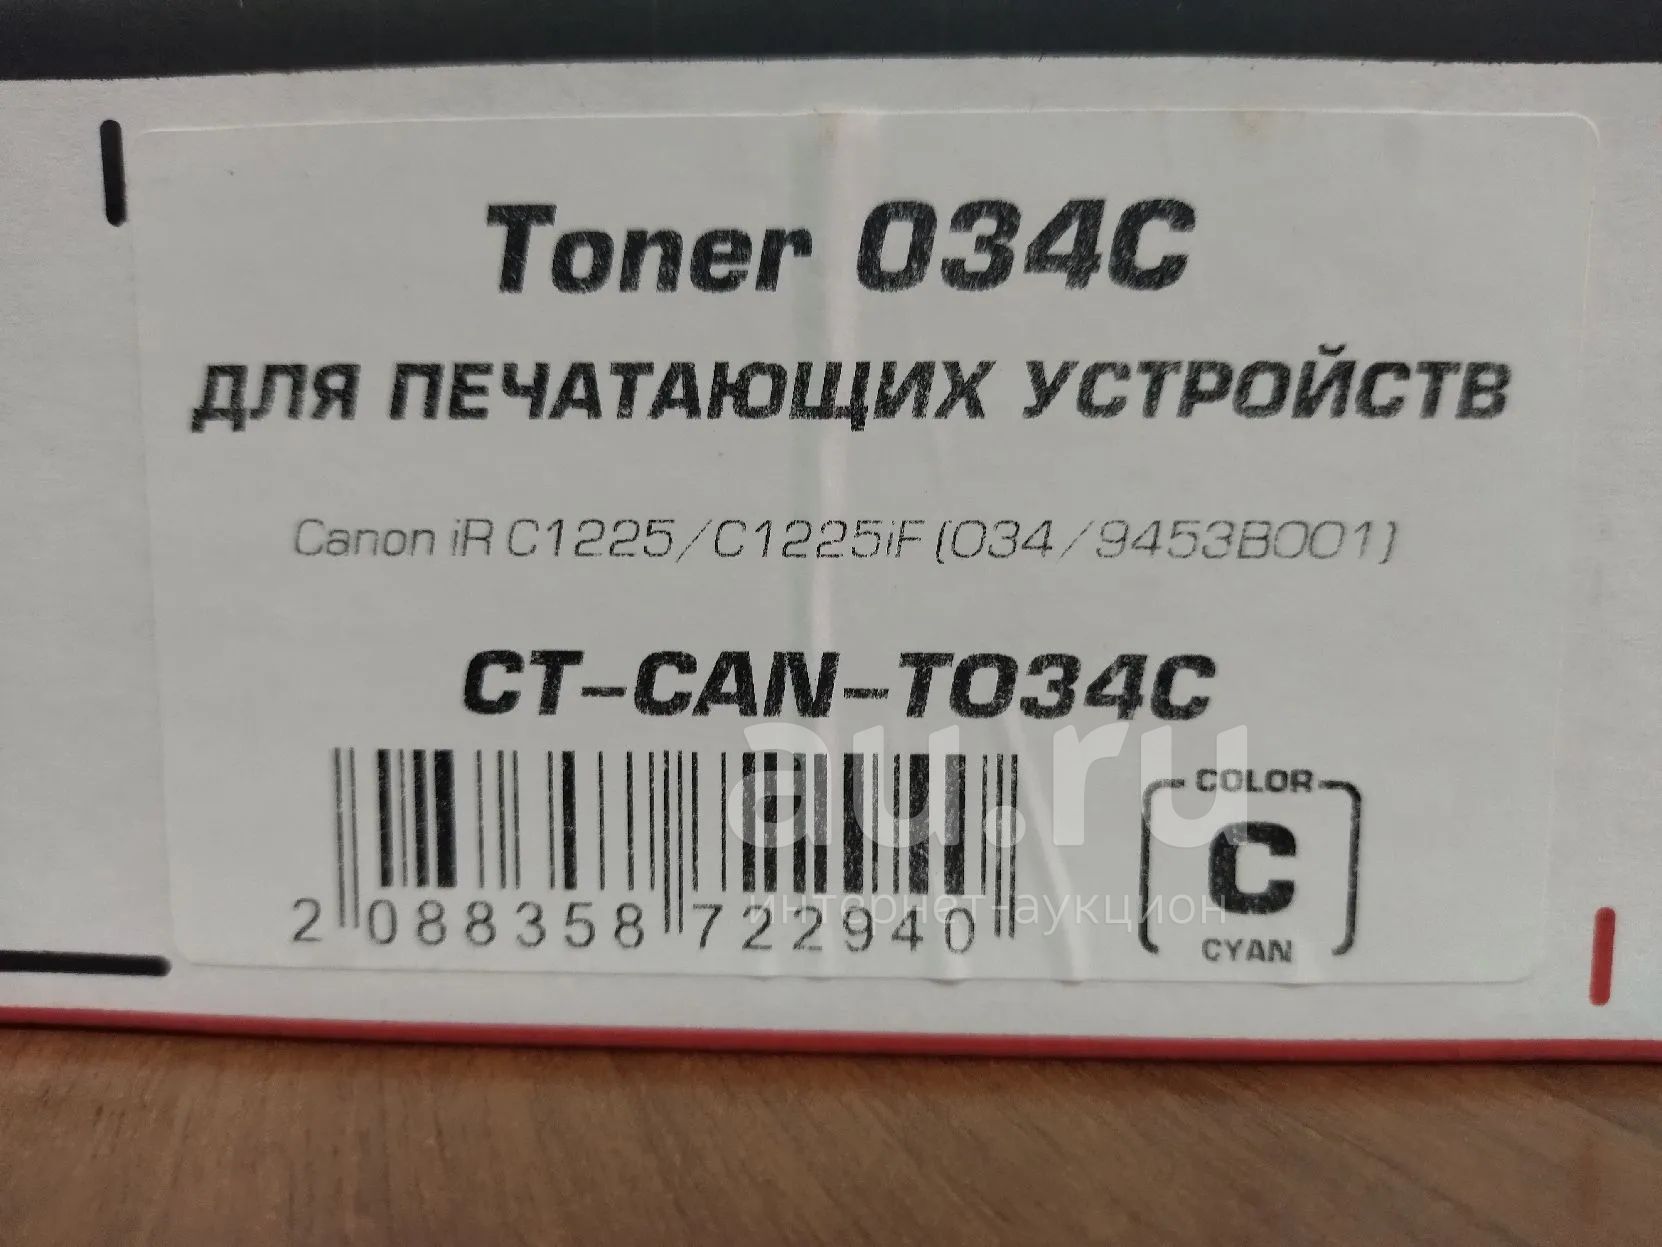 Toner 034C
ДЛЯ ПЕЧАТАЮЩИХ УСТРОЙСТВ
Canon iR C1225/C1225iF (034/9453B001)
CT-CAN-T034C
au.ru
интернет-аукцион
2 088358 722940
COLOR
C
CYAN